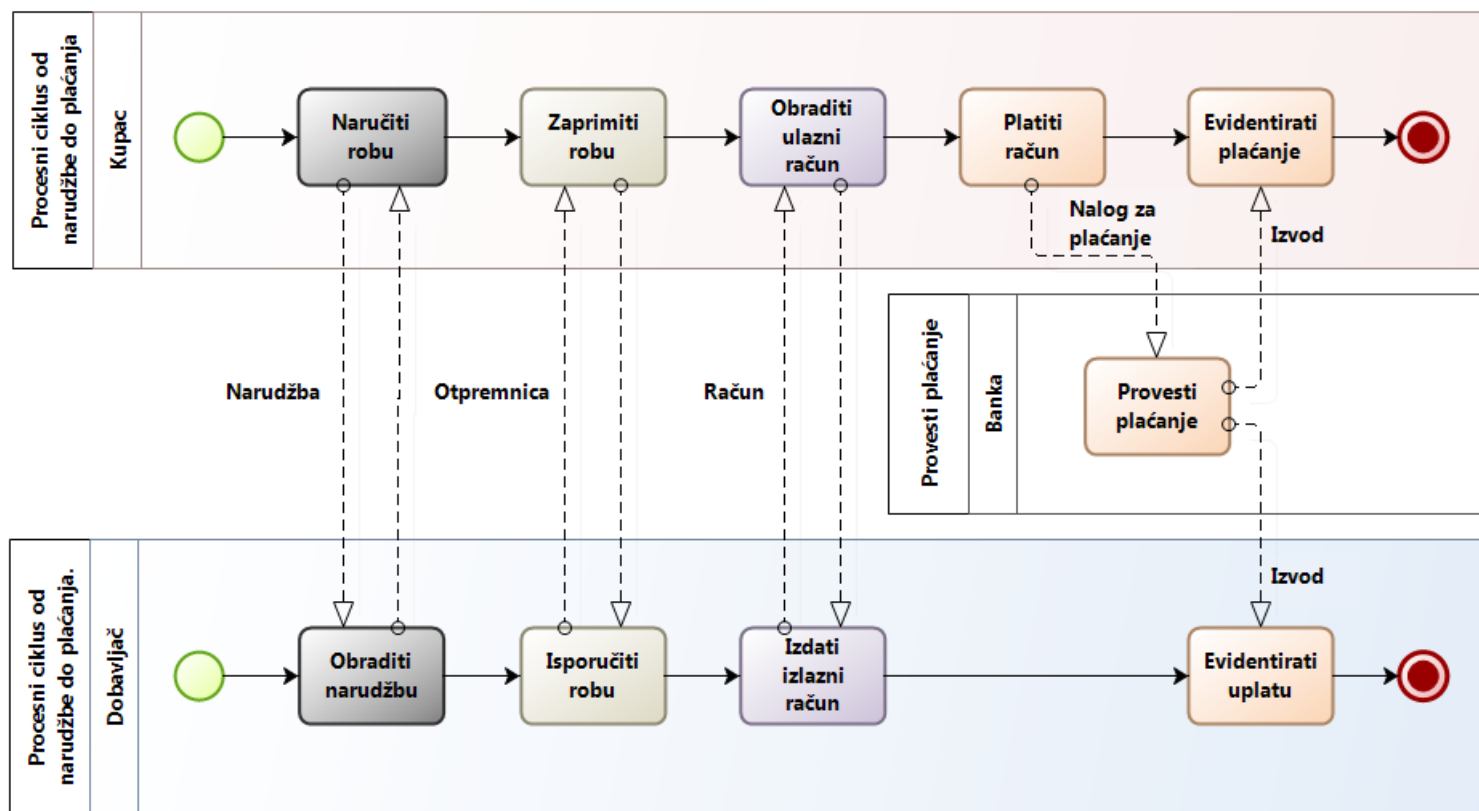 Procesni ciklus od
narudžbe do plaćanja
Kupac
Naručiti
robu
Zaprimiti
robu
Obraditi
ulazni
račun
Platiti
račun
Evidentirati
plaćanje
Nalog za
plaćanje
Izvod
Narudžba
Otpremnica
Račun
Provesti plaćanje
Banka
Provesti
plaćanje
Izvod
Procesni ciklus od
narudžbe do plaćanja.
Dobavljač
Obraditi
narudžbu
Isporučiti
robu
Izdati
izlazni
račun
Evidentirati
uplatu